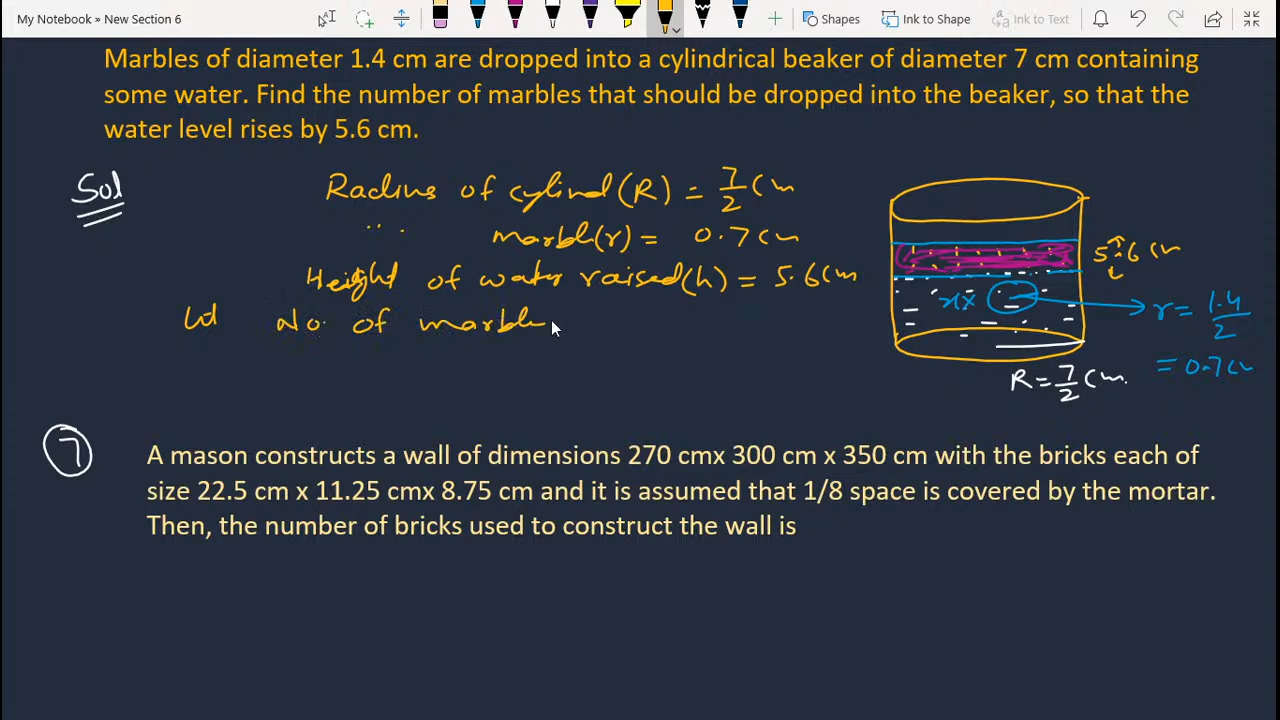 My Notebook » New Section 6
Shapes
Ink to Shape
Ink to Text
Marbles of diameter 1.4 cm are dropped into a cylindrical beaker of diameter 7 cm containing
some water. Find the number of marbles that should be dropped into the beaker, so that the
water level rises by 5.6 cm.
Sol
Radius of cylind(R) = 7/2 cm
.. . marble(r) = 0.7 cm
Height of water raised(h) = 5.6 cm
Let No. of marble
5.6 cm
nx
r = 1.4/2
= 0.7 cm
R = 7/2 cm.
7
A mason constructs a wall of dimensions 270 cmx 300 cm x 350 cm with the bricks each of
size 22.5 cm x 11.25 cmx 8.75 cm and it is assumed that 1/8 space is covered by the mortar.
Then, the number of bricks used to construct the wall is